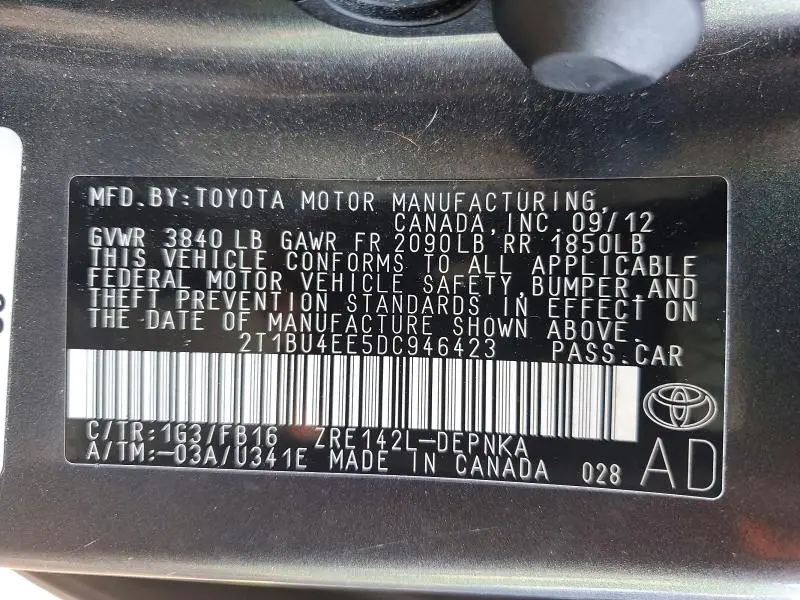 MFD.BY:TOYOTA MOTOR MANUFACTURING,
CANADA,INC. 09/12
GVWR 3840 LB GAWR FR 2090LB RR 1850LB
THIS VEHICLE CONFORMS TO ALL APPLICABLE
FEDERAL MOTOR VEHICLE SAFETY,BUMPER,AND
THEFT PREVENTION STANDARDS IN EFFECT ON
THE DATE OF MANUFACTURE SHOWN ABOVE.
2T1BU4EE5DC946423 PASS.CAR
C/TR:1G3/FB16 ZRE142L-DEPNKA
A/TM:-03A/U341E MADE IN CANADA 028
AD